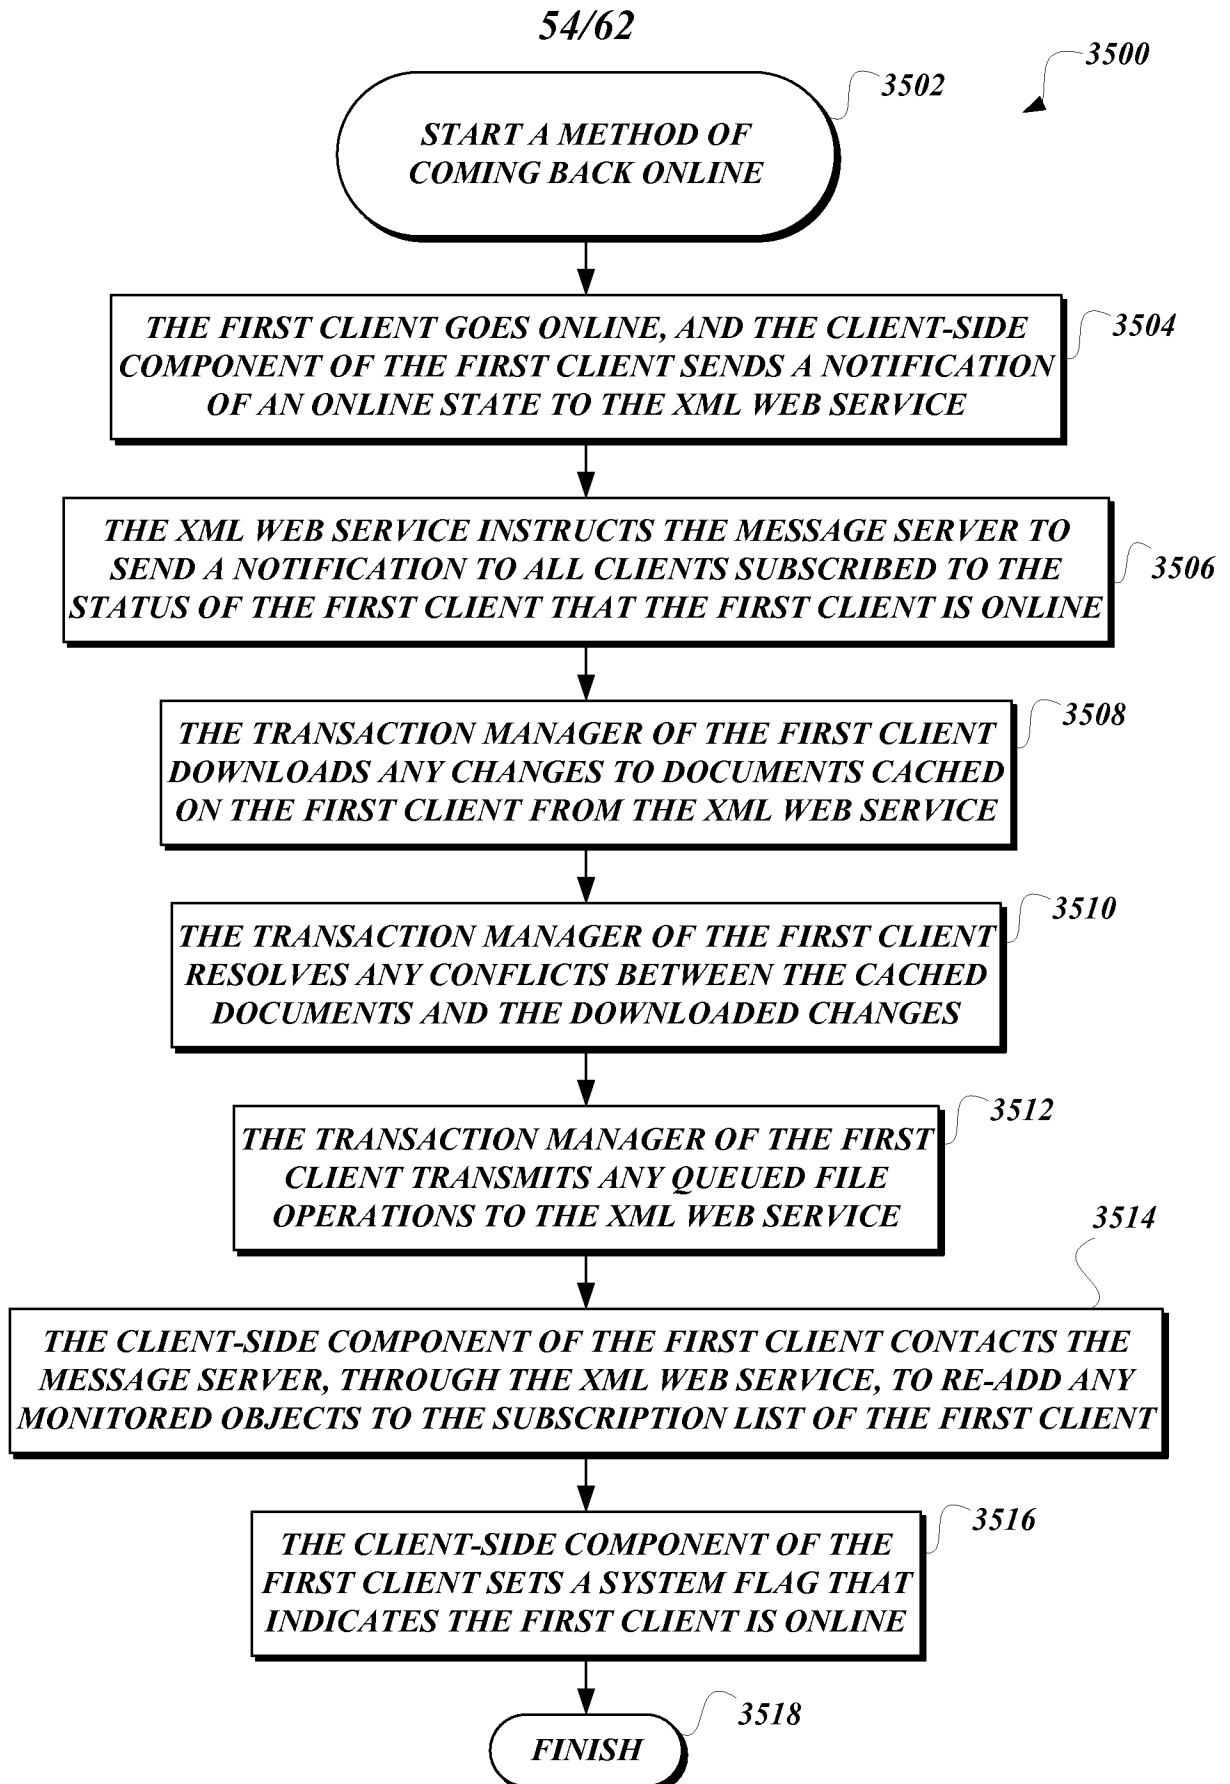 54/62
3500
3502
START A METHOD OF
COMING BACK ONLINE
3504
THE FIRST CLIENT GOES ONLINE, AND THE CLIENT-SIDE
COMPONENT OF THE FIRST CLIENT SENDS A NOTIFICATION
OF AN ONLINE STATE TO THE XML WEB SERVICE
3506
THE XML WEB SERVICE INSTRUCTS THE MESSAGE SERVER TO
SEND A NOTIFICATION TO ALL CLIENTS SUBSCRIBED TO THE
STATUS OF THE FIRST CLIENT THAT THE FIRST CLIENT IS ONLINE
3508
THE TRANSACTION MANAGER OF THE FIRST CLIENT
DOWNLOADS ANY CHANGES TO DOCUMENTS CACHED
ON THE FIRST CLIENT FROM THE XML WEB SERVICE
3510
THE TRANSACTION MANAGER OF THE FIRST CLIENT
RESOLVES ANY CONFLICTS BETWEEN THE CACHED
DOCUMENTS AND THE DOWNLOADED CHANGES
3512
THE TRANSACTION MANAGER OF THE FIRST
CLIENT TRANSMITS ANY QUEUED FILE
OPERATIONS TO THE XML WEB SERVICE
3514
THE CLIENT-SIDE COMPONENT OF THE FIRST CLIENT CONTACTS THE
MESSAGE SERVER, THROUGH THE XML WEB SERVICE, TO RE-ADD ANY
MONITORED OBJECTS TO THE SUBSCRIPTION LIST OF THE FIRST CLIENT
3516
THE CLIENT-SIDE COMPONENT OF THE
FIRST CLIENT SETS A SYSTEM FLAG THAT
INDICATES THE FIRST CLIENT IS ONLINE
3518
FINISH